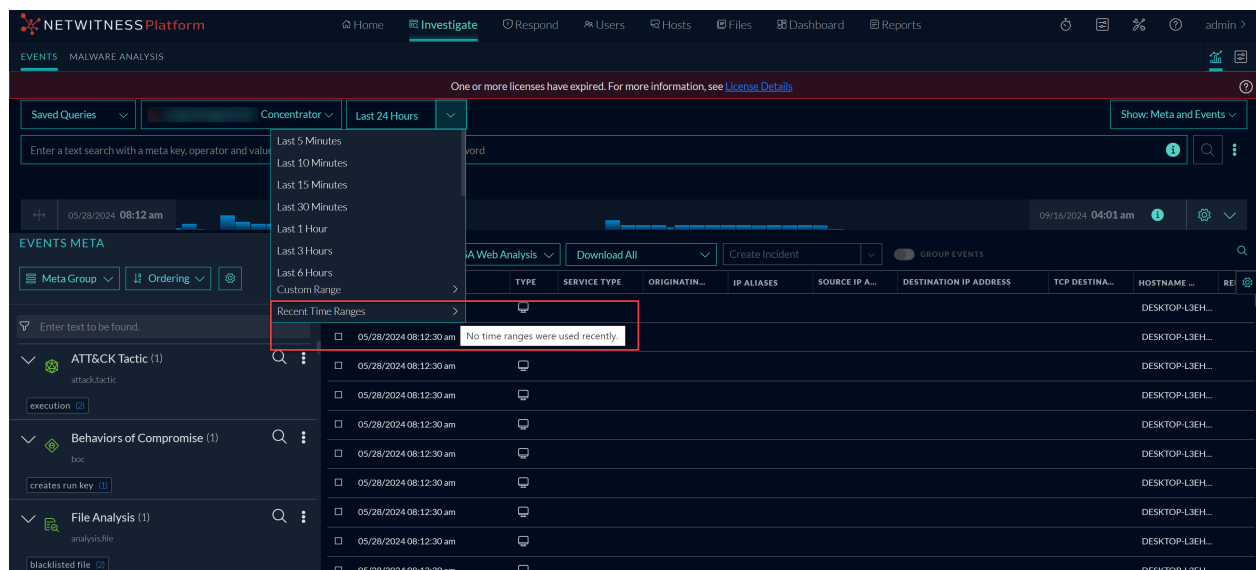 NETWITNESS Platform
Home
Investigate
Respond
Users
Hosts
Files
Dashboard
Reports
admin >
EVENTS
MALWARE ANALYSIS
One or more licenses have expired. For more information, see License Details
Saved Queries
Concentrator
Last 24 Hours
Show: Meta and Events
Last 5 Minutes
Last 10 Minutes
Last 15 Minutes
Last 30 Minutes
Last 1 Hour
Last 3 Hours
Last 6 Hours
Custom Range
Recent Time Ranges
No time ranges were used recently.
Enter a text search with a meta key, operator and value
05/28/2024 08:12 am
09/16/2024 04:01 am
EVENTS META
Web Analysis
Download All
Create Incident
GROUP EVENTS
Meta Group
Ordering
TYPE
SERVICE TYPE
ORIGINATIN...
IP ALIASES
SOURCE IP A...
DESTINATION IP ADDRESS
TCP DESTINA...
HOSTNAME ...
Enter text to be found.
DESKTOP-L3EH...
05/28/2024 08:12:30 am
DESKTOP-L3EH...
ATT&CK Tactic (1)
attack.tactic
execution (2)
05/28/2024 08:12:30 am
DESKTOP-L3EH...
05/28/2024 08:12:30 am
DESKTOP-L3EH...
Behaviors of Compromise (1)
boc
creates run key (1)
05/28/2024 08:12:30 am
DESKTOP-L3EH...
05/28/2024 08:12:30 am
DESKTOP-L3EH...
05/28/2024 08:12:30 am
DESKTOP-L3EH...
File Analysis (1)
analysis.file
blacklisted file (2)
05/28/2024 08:12:30 am
DESKTOP-L3EH...
05/28/2024 08:12:30 am
DESKTOP-L3EH...